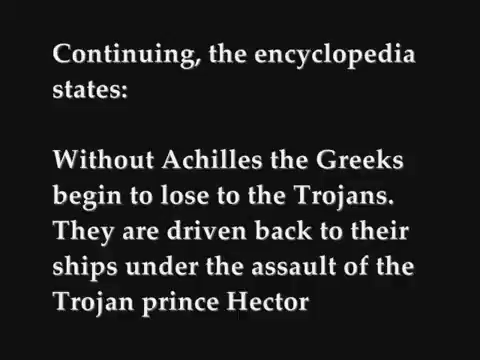 Continuing, the encyclopedia
states:
Without Achilles the Greeks
begin to lose to the Trojans.
They are driven back to their
ships under the assault of the
Trojan prince Hector